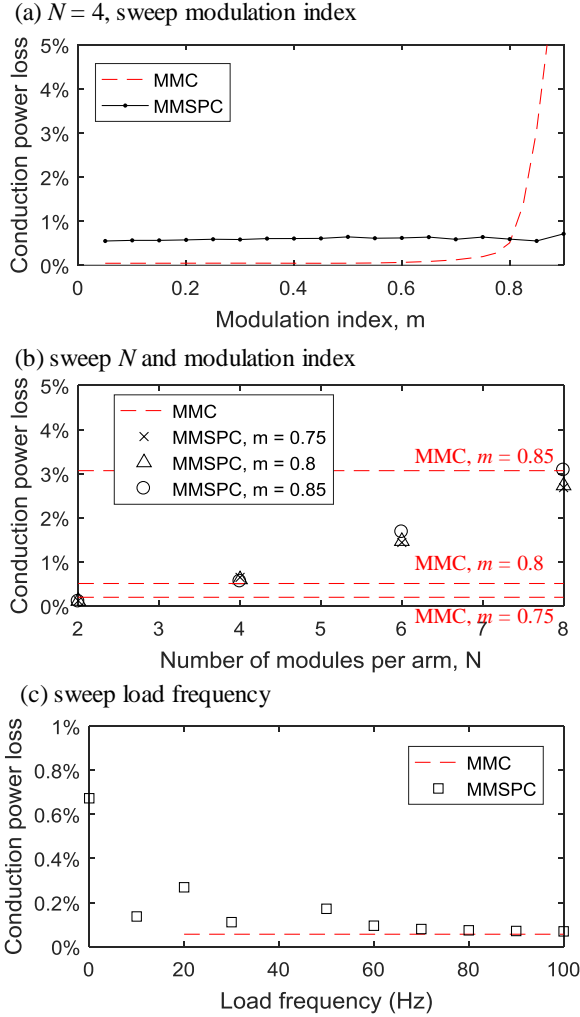 (a) N = 4, sweep modulation index
Conduction power loss
5%
4%
3%
2%
1%
0%
MMC
MMSPC
0 0.2 0.4 0.6 0.8
Modulation index, m
(b) sweep N and modulation index
Conduction power loss
5%
4%
3%
2%
1%
0%
MMC
MMSPC, m = 0.75
MMSPC, m = 0.8
MMSPC, m = 0.85
MMC, m = 0.85
MMC, m = 0.8
MMC, m = 0.75
2 3 4 5 6 7 8
Number of modules per arm, N
(c) sweep load frequency
Conduction power loss
1%
0.8%
0.6%
0.4%
0.2%
0%
MMC
MMSPC
0 20 40 60 80 100
Load frequency (Hz)